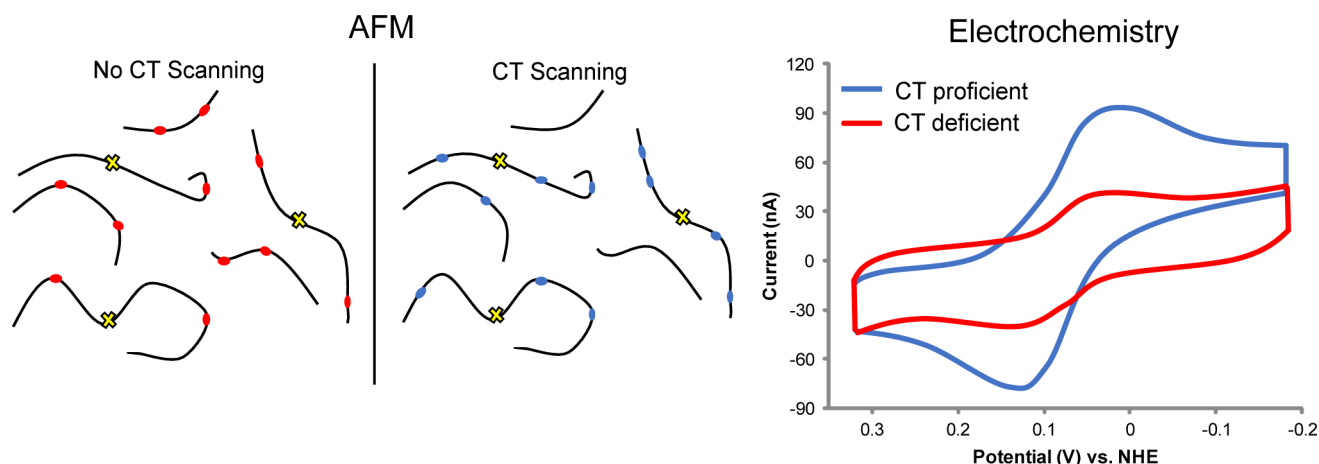 AFM
No CT Scanning
CT Scanning
Electrochemistry
CT proficient
CT deficient
120
90
60
30
0
-30
-60
-90
Current (nA)
0.3
0.2
0.1
0
-0.1
-0.2
Potential (V) vs. NHE